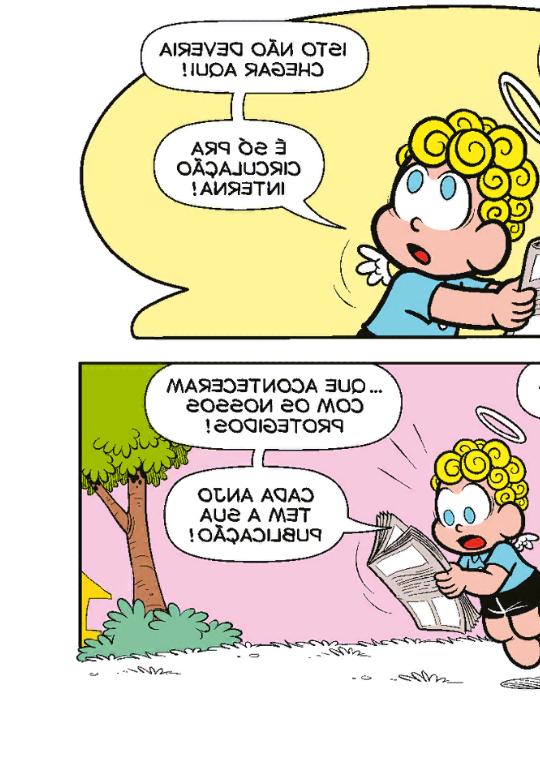 ISTO NÃO DEVERIA
CHEGAR AQUI!
É SÓ PRA
CIRCULAÇÃO
INTERNA!
...QUE ACONTECERAM
COM OS NOSSOS
PROTEGIDOS!
CADA ANJO
TEM A SUA
PUBLICAÇÃO!